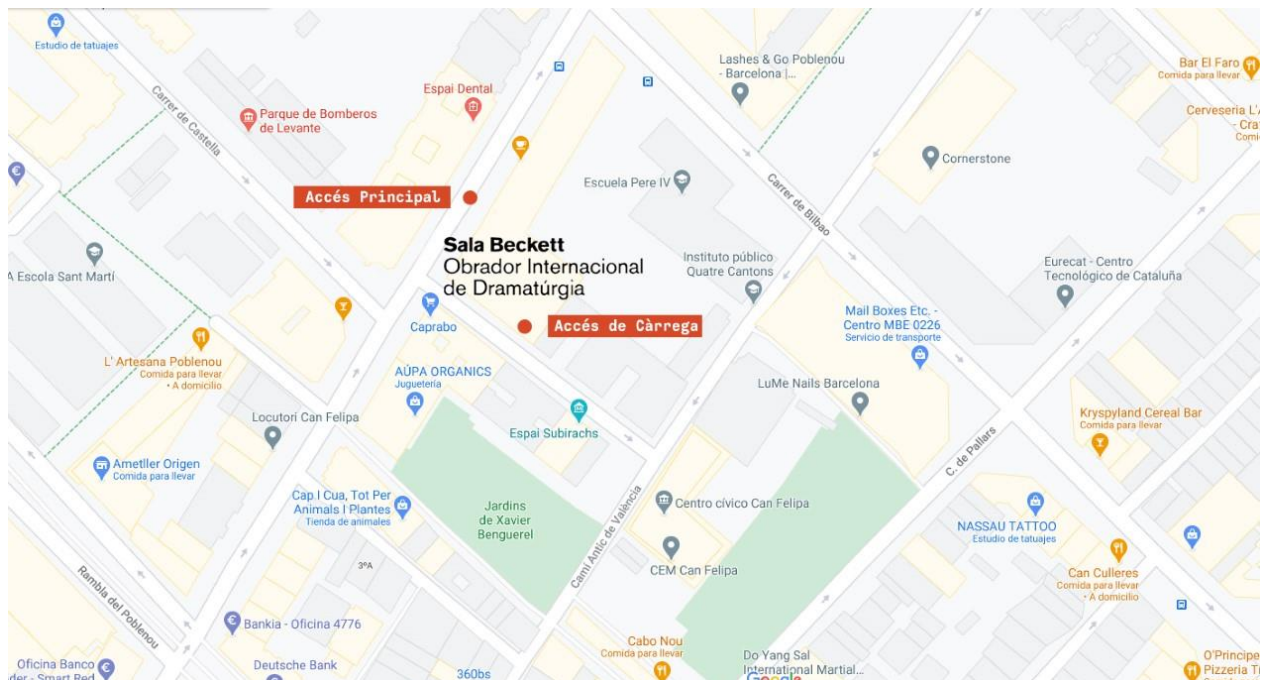 Estudio de tatuajes
Carrer de Castella
Parque de Bomberos
de Levante
Espai Dental
Lashes & Go Poblenou
- Barcelona |...
Bar El Faro
Comida para llevar
Cerveseria L'
- Cra
Comi
Cornerstone
Escuela Pere IV
Carrer de Bilbao
Accés Principal
Sala Beckett
Obrador Internacional
de Dramatúrgia
Instituto público
Quatre Cantons
Eurecat - Centro
Tecnológico de Cataluña
A Escola Sant Martí
Caprabo
Accés de Càrrega
Mail Boxes Etc. -
Centro MBE 0226
Servicio de transporte
L' Artesana Poblenou
Comida para llevar
• A domicilio
AÚPA ORGANICS
Juguetería
LuMe Nails Barcelona
Locutori Can Felipa
Espai Subirachs
Kryspyland Cereal Bar
Comida para llevar
C. de Pallars
Ametller Origen
Comida para llevar
Cap I Cua, Tot Per
Animals I Plantes
Tienda de animales
Jardins
de Xavier
Benguerel
Camí Antic de València
Centro cívico Can Felipa
NASSAU TATTOO
Estudio de tatuajes
3ªA
CEM Can Felipa
Can Culleres
Comida para llevar
• A domicilio
Rambla del Poblenou
Bankia - Oficina 4776
Cabo Nou
Comida para llevar
Do Yang Sal
International Martial...
Google
O'Principe
Pizzeria Ti
Oficina Banco
der - Smart Red
Deutsche Bank
360bs